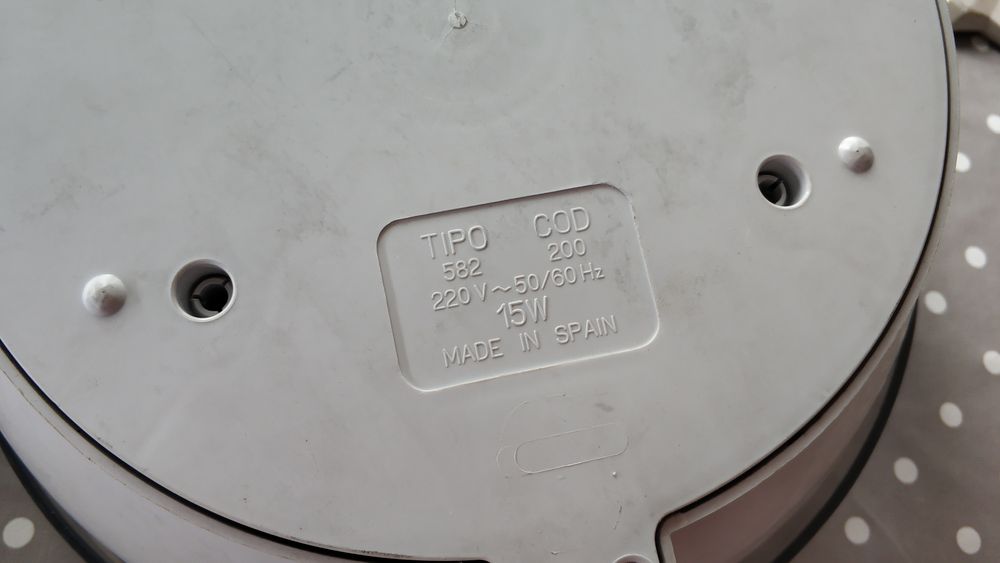 TIPO COD
582 200
220 V ~ 50/60 Hz
15W
MADE IN SPAIN